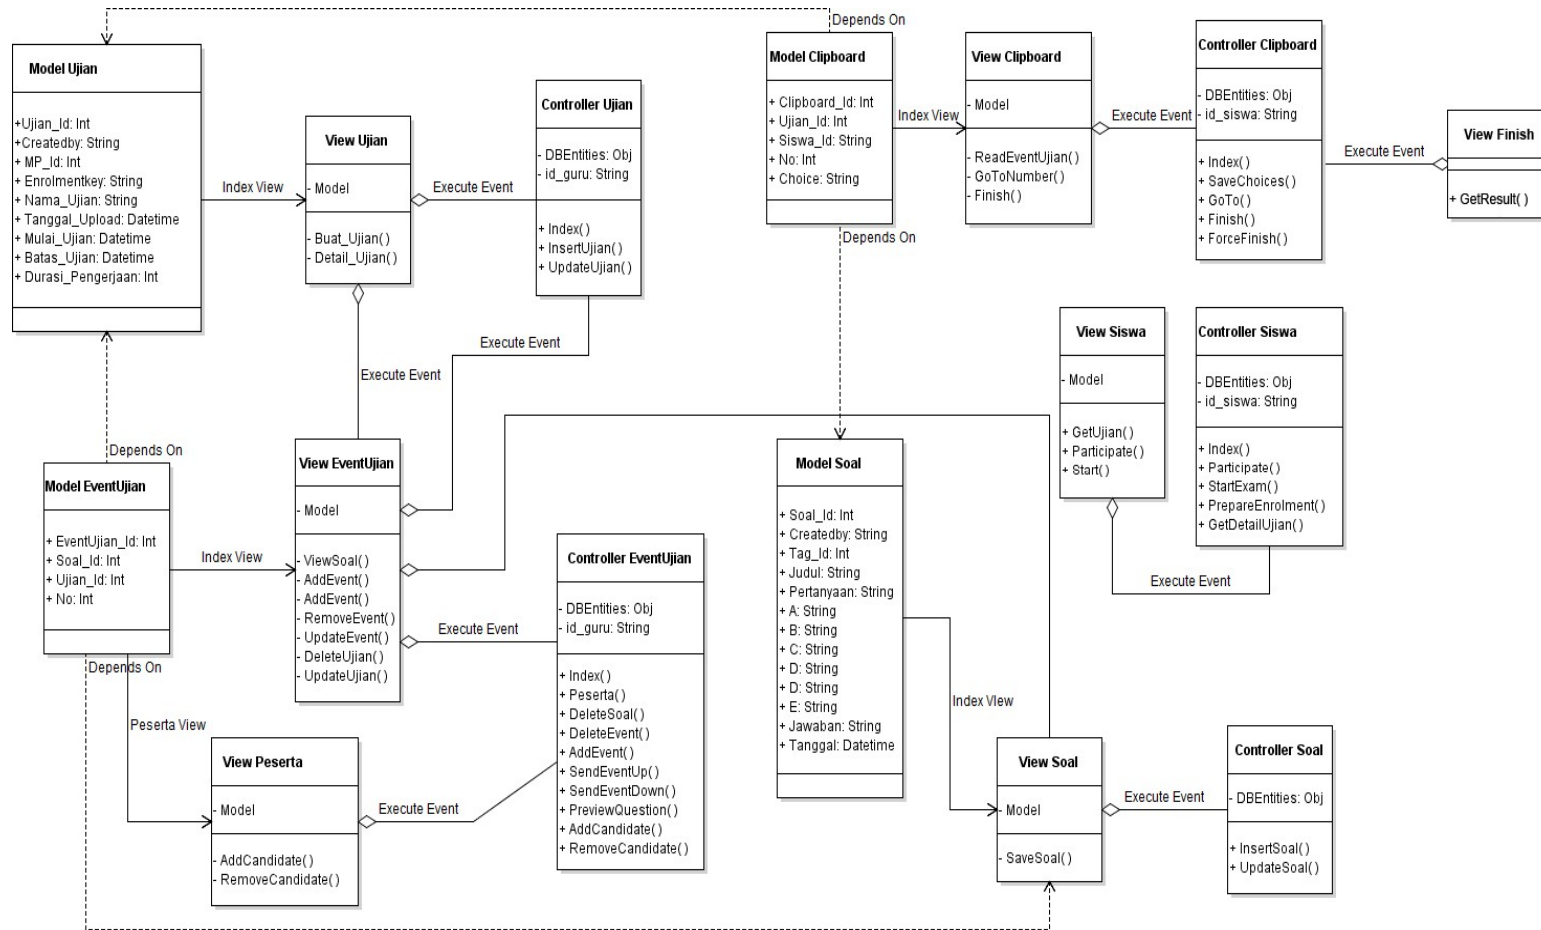 Depends On
Model Ujian
+Ujian_Id: Int
+Createdby: String
+ MP_Id: Int
+ Enrolmentkey: String
+ Nama_Ujian: String
+ Tanggal_Upload: Datetime
+ Mulai_Ujian: Datetime
+ Batas_Ujian: Datetime
+ Durasi_Pengerjaan: Int
Index View
View Ujian
- Model
- Buat_Ujian()
- Detail_Ujian()
Execute Event
Controller Ujian
- DBEntities: Obj
- id_guru: String
+ Index()
+ InsertUjian()
+ UpdateUjian()
Execute Event
Execute Event
Model Clipboard
+ Clipboard_Id: Int
+ Ujian_Id: Int
+ Siswa_Id: String
+ No: Int
+ Choice: String
Index View
View Clipboard
- Model
- ReadEventUjian()
- GoToNumber()
- Finish()
Execute Event
Controller Clipboard
- DBEntities: Obj
- id_siswa: String
+ Index()
+ SaveChoices()
+ GoTo()
+ Finish()
+ ForceFinish()
Execute Event
View Finish
+ GetResult()
Depends On
View Siswa
- Model
+ GetUjian()
+ Participate()
+ Start()
Controller Siswa
- DBEntities: Obj
- id_siswa: String
+ Index()
+ Participate()
+ StartExam()
+ PrepareEnrolment()
+ GetDetailUjian()
Execute Event
Depends On
Model EventUjian
+ EventUjian_Id: Int
+ Soal_Id: Int
+ Ujian_Id: Int
+ No: Int
Index View
View EventUjian
- Model
- ViewSoal()
- AddEvent()
- AddEvent()
- RemoveEvent()
- UpdateEvent()
- DeleteUjian()
- UpdateUjian()
Execute Event
Controller EventUjian
- DBEntities: Obj
- id_guru: String
+ Index()
+ Peserta()
+ DeleteSoal()
+ DeleteEvent()
+ AddEvent()
+ SendEventUp()
+ SendEventDown()
+ PreviewQuestion()
+ AddCandidate()
+ RemoveCandidate()
Depends On
Peserta View
View Peserta
- Model
- AddCandidate()
- RemoveCandidate()
Execute Event
Model Soal
+ Soal_Id: Int
+ Createdby: String
+ Tag_Id: Int
+ Judul: String
+ Pertanyaan: String
+ A: String
+ B: String
+ C: String
+ D: String
+ D: String
+ E: String
+ Jawaban: String
+ Tanggal: Datetime
Index VIew
View Soal
- Model
- SaveSoal()
Execute Event
Controller Soal
- DBEntities: Obj
+ InsertSoal()
+ UpdateSoal()